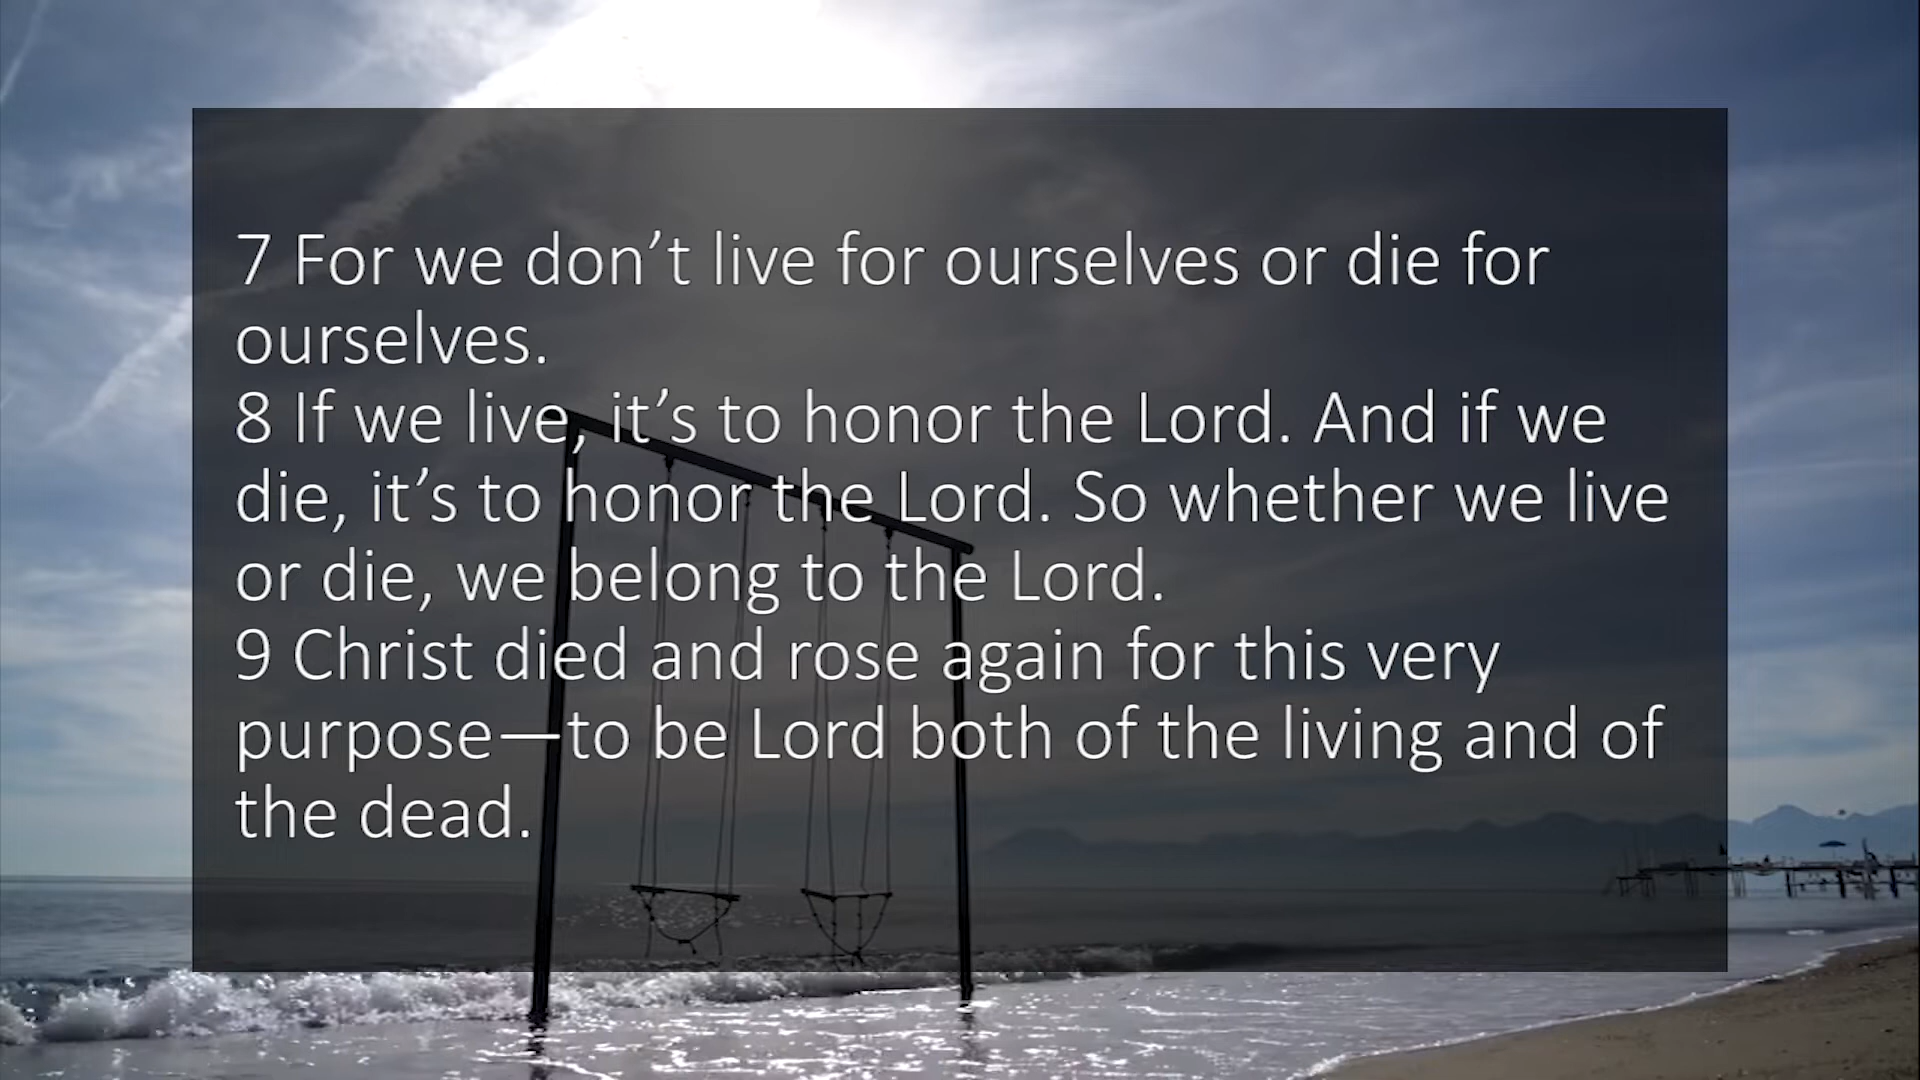 7 For we don’t live for ourselves or die for
ourselves.
8 If we live, it’s to honor the Lord. And if we
die, it’s to honor the Lord. So whether we live
or die, we belong to the Lord.
9 Christ died and rose again for this very
purpose—to be Lord both of the living and of
the dead.